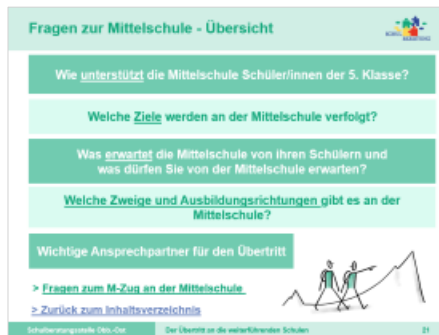 Fragen zur Mittelschule - Übersicht
Wie unterstützt die Mittelschule Schüler/innen der 5. Klasse?
Welche Ziele werden an der Mittelschule verfolgt?
Was erwartet die Mittelschule von ihren Schülern und
was dürfen Sie von der Mittelschule erwarten?
Welche Zweige und Ausbildungsrichtungen gibt es an der
Mittelschule?
Wichtige Ansprechpartner für den Übertritt
> Fragen zum M-Zug an der Mittelschule
> Zurück zum Inhaltsverzeichnis
Schulberatungsstelle Obb.-Ost
Der Übertritt an die weiterführenden Schulen
21